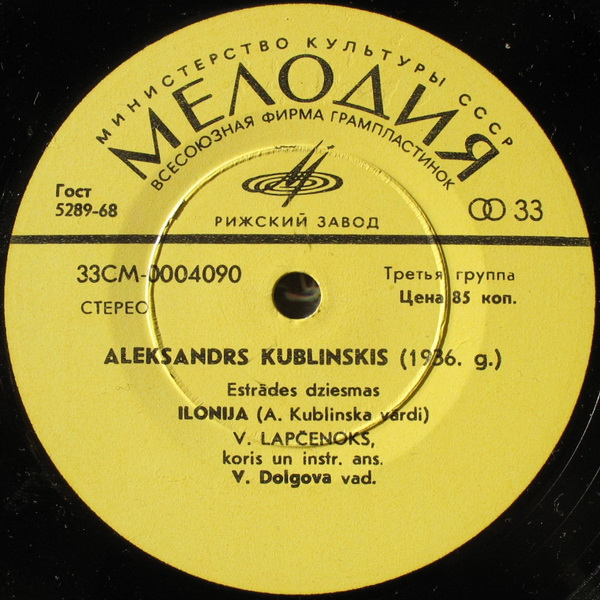 МИНИСТЕРСТВО КУЛЬТУРЫ СССР
МЕЛОДИЯ
ВСЕСОЮЗНАЯ ФИРМА ГРАМПЛАСТИНОК
Гост
5289-68
33
РИЖСКИЙ ЗАВОД
33СМ-0004090
Третья группа
СТЕРЕО
Цена 85 коп.
ALEKSANDRS KUBLINSKIS (1936. g.)
Estrādes dziesmas
ILONIJA (A. Kublinska vārdi)
V. LAPČENOKS,
koris un instr. ans.
V. Dolgova vad.